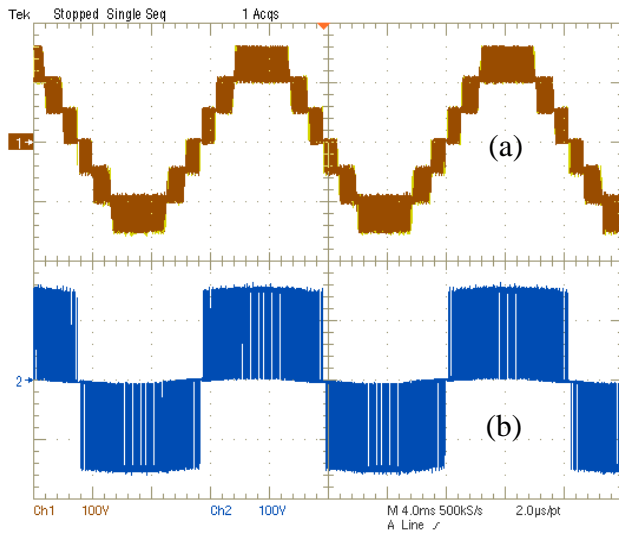 Tek Stopped Single Seq 1 Acqs
1
(a)
2
(b)
Ch1 100V Ch2 100V M 4.0ms 500kS/s 2.0µs/pt
A Line